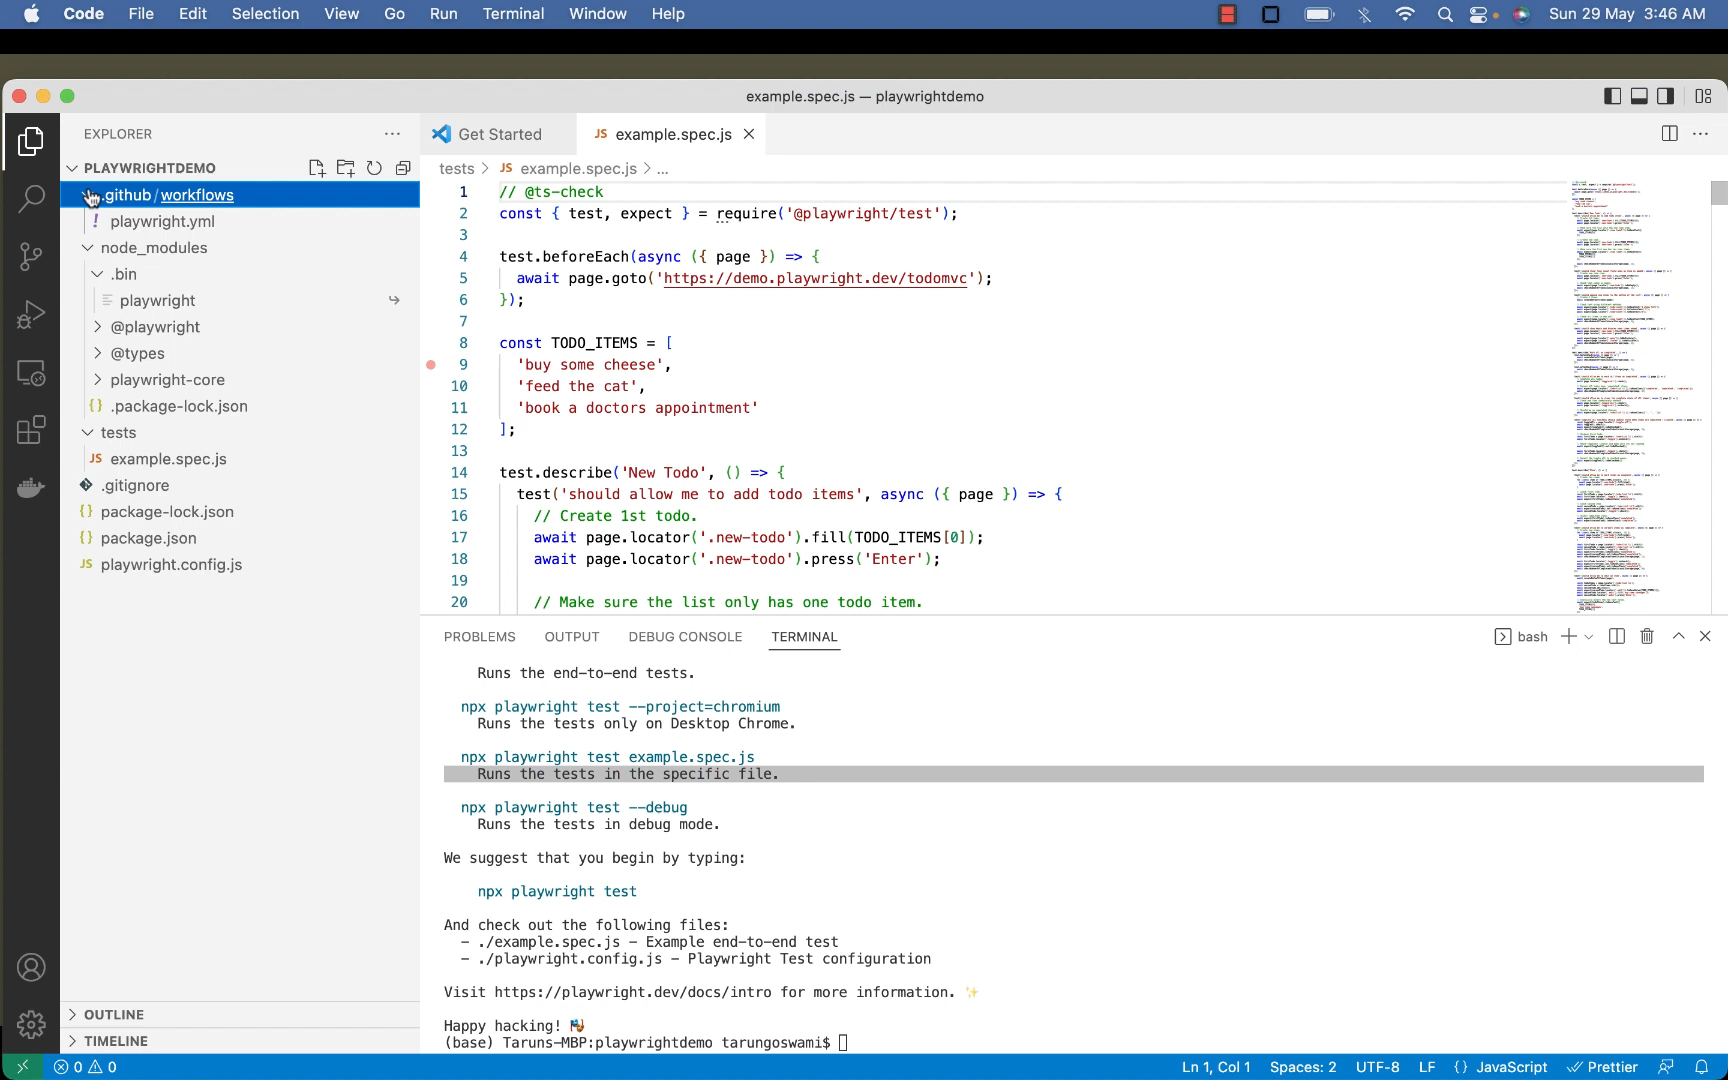 Code File Edit Selection View Go Run Terminal Window Help Sun 29 May 3:46 AM
example.spec.js — playwrightdemo
EXPLORER
PLAYWRIGHTDEMO
.github / workflows
! playwright.yml
node_modules
.bin
playwright
@playwright
@types
playwright-core
{} .package-lock.json
tests
JS example.spec.js
.gitignore
{} package-lock.json
{} package.json
JS playwright.config.js
OUTLINE
TIMELINE
Get Started JS example.spec.js
tests > JS example.spec.js > ...
1 // @ts-check
2 const { test, expect } = require('@playwright/test');
3
4 test.beforeEach(async ({ page }) => {
5 await page.goto('https://demo.playwright.dev/todomvc');
6 });
7
8 const TODO_ITEMS = [
9 'buy some cheese',
10 'feed the cat',
11 'book a doctors appointment'
12 ];
13
14 test.describe('New Todo', () => {
15 test('should allow me to add todo items', async ({ page }) => {
16 // Create 1st todo.
17 await page.locator('.new-todo').fill(TODO_ITEMS[0]);
18 await page.locator('.new-todo').press('Enter');
19
20 // Make sure the list only has one todo item.
PROBLEMS OUTPUT DEBUG CONSOLE TERMINAL bash
Runs the end-to-end tests.
npx playwright test --project=chromium
Runs the tests only on Desktop Chrome.
npx playwright test example.spec.js
Runs the tests in the specific file.
npx playwright test --debug
Runs the tests in debug mode.
We suggest that you begin by typing:
npx playwright test
And check out the following files:
- ./example.spec.js - Example end-to-end test
- ./playwright.config.js - Playwright Test configuration
Visit https://playwright.dev/docs/intro for more information. ✨
Happy hacking! 🎭
(base) Taruns-MBP:playwrightdemo tarungoswami$
0 0 Ln 1, Col 1 Spaces: 2 UTF-8 LF {} JavaScript Prettier